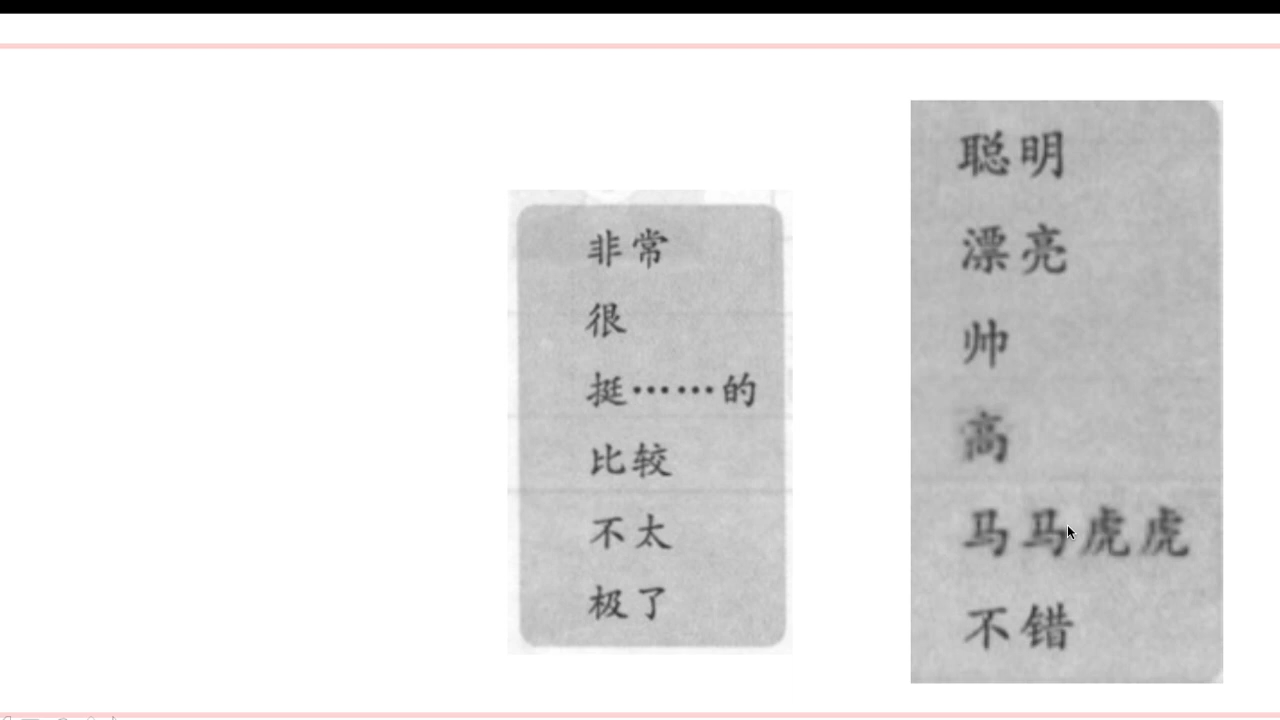 非常
很
挺……的
比较
不太
极了
聪明
漂亮
帅
高
马马虎虎
不错